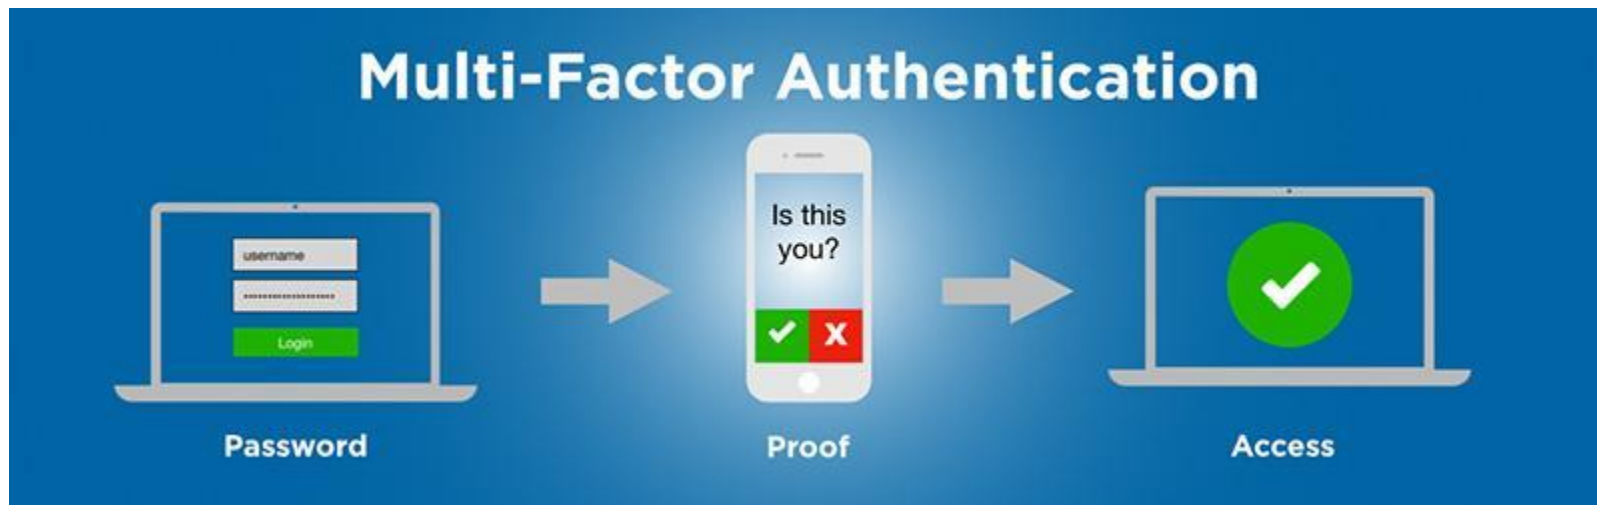 Multi-Factor Authentication
username
Login
Password
Is this
you?
X
Proof
Access